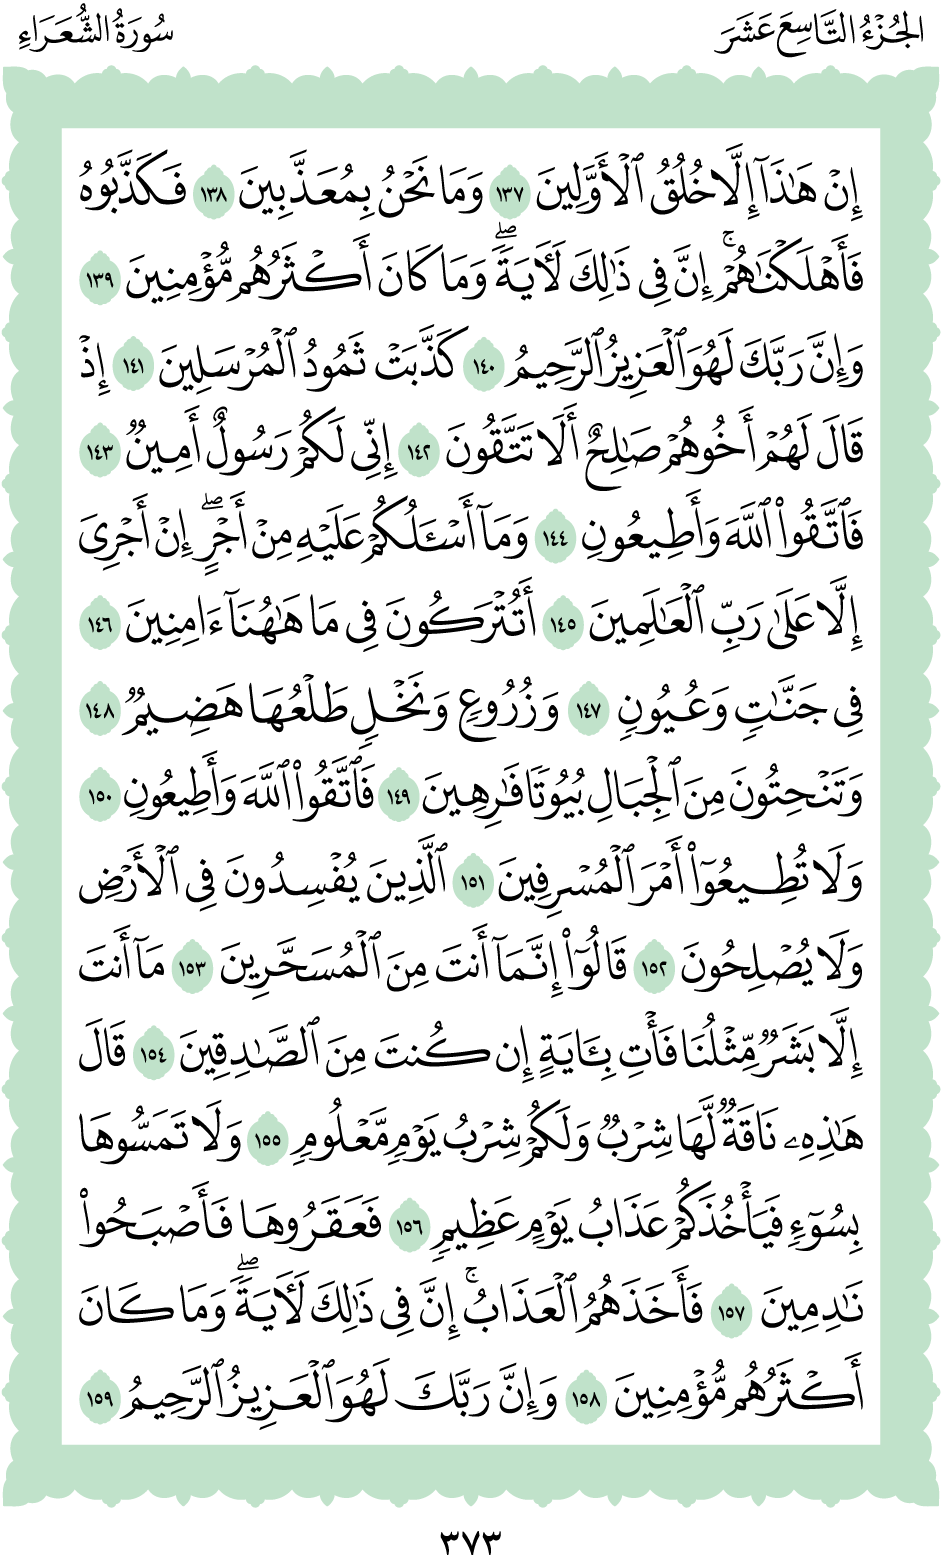 الجُزْءُ التَّاسِعَ عَشَرَ
سُورَةُ الشُّعَرَاءِ
إِنْ هَٰذَآ إِلَّا خُلُقُ ٱلْأَوَّلِينَ ١٣٧ وَمَا نَحْنُ بِمُعَذَّبِينَ ١٣٨ فَكَذَّبُوهُ
فَأَهْلَكْنَٰهُمْۚ إِنَّ فِى ذَٰلِكَ لَـَٔايَةًۖ وَمَا كَانَ أَكْثَرُهُم مُّؤْمِنِينَ ١٣٩
وَإِنَّ رَبَّكَ لَهُوَ ٱلْعَزِيزُ ٱلرَّحِيمُ ١٤٠ كَذَّبَتْ ثَمُودُ ٱلْمُرْسَلِينَ ١٤١ إِذْ
قَالَ لَهُمْ أَخُوهُمْ صَٰلِحٌ أَلَا تَتَّقُونَ ١٤٢ إِنِّى لَكُمْ رَسُولٌ أَمِينٌ ١٤٣
فَٱتَّقُوا۟ ٱللَّهَ وَأَطِيعُونِ ١٤٤ وَمَآ أَسْـَٔلُكُمْ عَلَيْهِ مِنْ أَجْرٍۖ إِنْ أَجْرِىَ
إِلَّا عَلَىٰ رَبِّ ٱلْعَٰلَمِينَ ١٤٥ أَتُتْرَكُونَ فِى مَا هَٰهُنَآ ءَامِنِينَ ١٤٦
فِى جَنَّٰتٍ وَعُيُونٍ ١٤٧ وَزُرُوعٍ وَنَخْلٍ طَلْعُهَا هَضِيمٌ ١٤٨
وَتَنْحِتُونَ مِنَ ٱلْجِبَالِ بُيُوتًا فَٰرِهِينَ ١٤٩ فَٱتَّقُوا۟ ٱللَّهَ وَأَطِيعُونِ ١٥٠
وَلَا تُطِيعُوٓا۟ أَمْرَ ٱلْمُسْرِفِينَ ١٥١ ٱلَّذِينَ يُفْسِدُونَ فِى ٱلْأَرْضِ
وَلَا يُصْلِحُونَ ١٥٢ قَالُوٓا۟ إِنَّمَآ أَنتَ مِنَ ٱلْمُسَحَّرِينَ ١٥٣ مَآ أَنتَ
إِلَّا بَشَرٌ مِّثْلُنَا فَأْتِ بِـَٔايَةٍ إِن كُنتَ مِنَ ٱلصَّٰدِقِينَ ١٥٤ قَالَ
هَٰذِهِۦ نَاقَةٌ لَّهَا شِرْبٌ وَلَكُمْ شِرْبُ يَوْمٍ مَّعْلُومٍ ١٥٥ وَلَا تَمَسُّوهَا
بِسُوٓءٍ فَيَأْخُذَكُمْ عَذَابُ يَوْمٍ عَظِيمٍ ١٥٦ فَعَقَرُوهَا فَأَصْبَحُوا۟
نَٰدِمِينَ ١٥٧ فَأَخَذَهُمُ ٱلْعَذَابُۚ إِنَّ فِى ذَٰلِكَ لَـَٔايَةًۖ وَمَا كَانَ
أَكْثَرُهُم مُّؤْمِنِينَ ١٥٨ وَإِنَّ رَبَّكَ لَهُوَ ٱلْعَزِيزُ ٱلرَّحِيمُ ١٥٩
٣٧٣